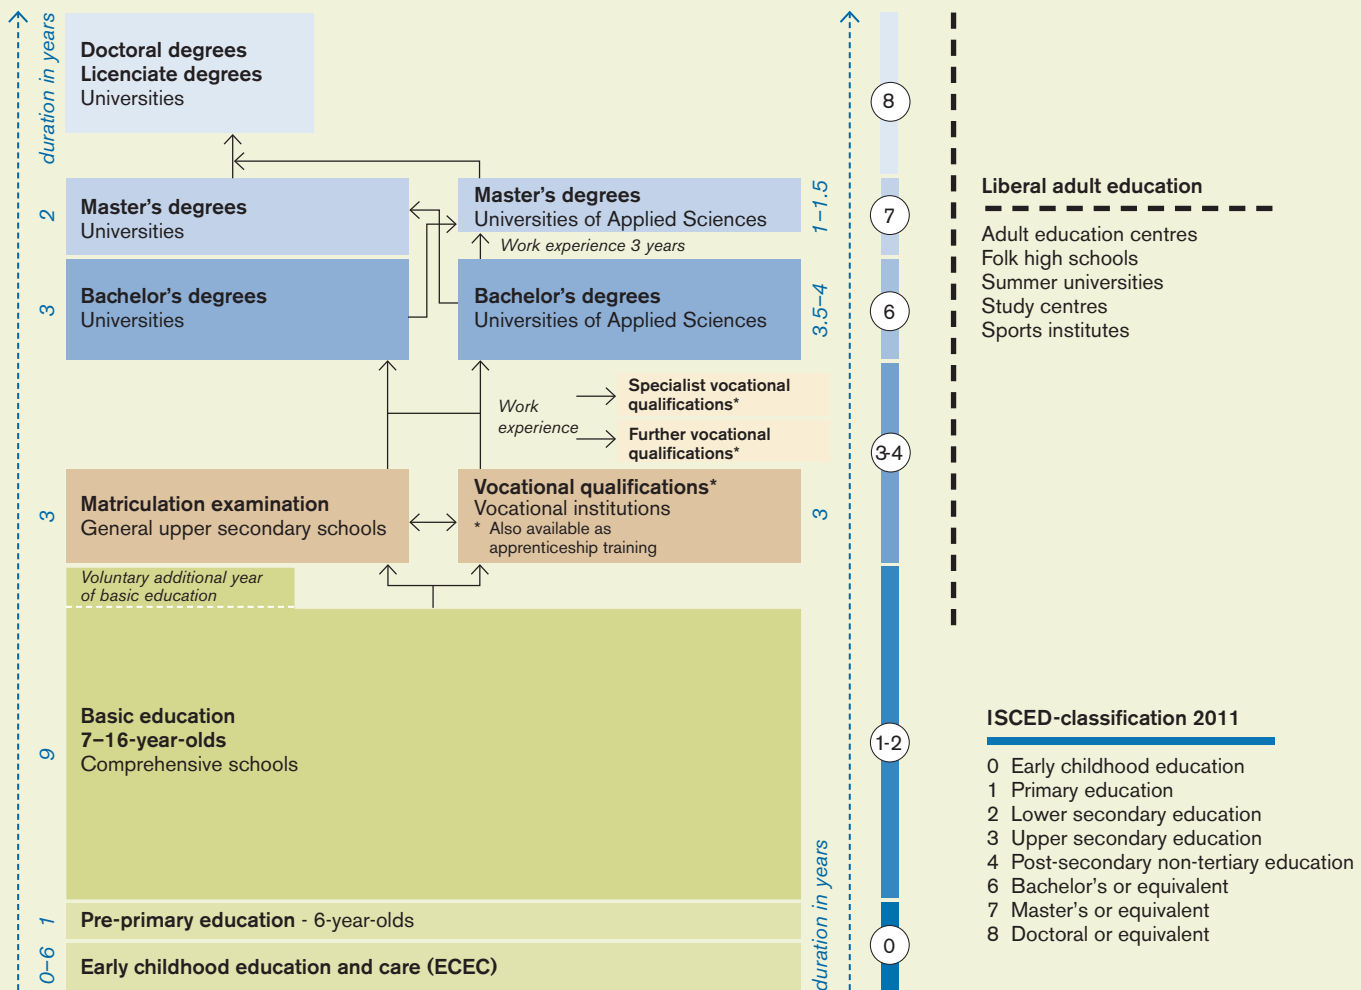 duration in years
Doctoral degrees
Licenciate degrees
Universities
8
2
Master's degrees
Universities
Master's degrees
Universities of Applied Sciences
1–1.5
7
Work experience 3 years
3
Bachelor's degrees
Universities
Bachelor's degrees
Universities of Applied Sciences
3.5–4
6
Work
experience
Specialist vocational
qualifications*
Further vocational
qualifications*
3-4
3
Matriculation examination
General upper secondary schools
Vocational qualifications*
Vocational institutions
* Also available as
apprenticeship training
3
Voluntary additional year
of basic education
9
Basic education
7–16-year-olds
Comprehensive schools
1-2
1
Pre-primary education - 6-year-olds
0–6
Early childhood education and care (ECEC)
duration in years
0
Liberal adult education
Adult education centres
Folk high schools
Summer universities
Study centres
Sports institutes
ISCED-classification 2011
0 Early childhood education
1 Primary education
2 Lower secondary education
3 Upper secondary education
4 Post-secondary non-tertiary education
6 Bachelor's or equivalent
7 Master's or equivalent
8 Doctoral or equivalent